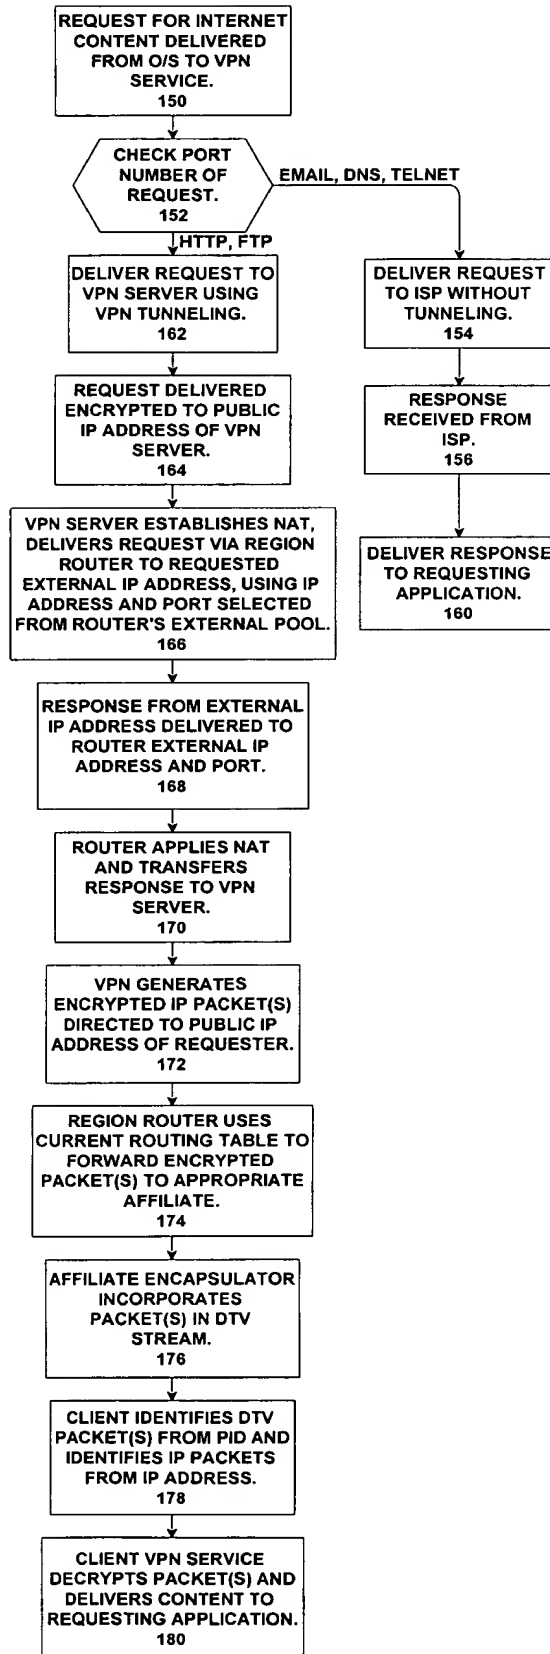 REQUEST FOR INTERNET
CONTENT DELIVERED
FROM O/S TO VPN
SERVICE.
150
CHECK PORT
NUMBER OF
REQUEST.
152
EMAIL, DNS, TELNET
HTTP, FTP
DELIVER REQUEST TO
VPN SERVER USING
VPN TUNNELING.
162
DELIVER REQUEST
TO ISP WITHOUT
TUNNELING.
154
REQUEST DELIVERED
ENCRYPTED TO PUBLIC
IP ADDRESS OF VPN
SERVER.
164
RESPONSE
RECEIVED FROM
ISP.
156
VPN SERVER ESTABLISHES NAT,
DELIVERS REQUEST VIA REGION
ROUTER TO REQUESTED
EXTERNAL IP ADDRESS, USING IP
ADDRESS AND PORT SELECTED
FROM ROUTER'S EXTERNAL POOL.
166
DELIVER RESPONSE
TO REQUESTING
APPLICATION.
160
RESPONSE FROM EXTERNAL
IP ADDRESS DELIVERED TO
ROUTER EXTERNAL IP
ADDRESS AND PORT.
168
ROUTER APPLIES NAT
AND TRANSFERS
RESPONSE TO VPN
SERVER.
170
VPN GENERATES
ENCRYPTED IP PACKET(S)
DIRECTED TO PUBLIC IP
ADDRESS OF REQUESTER.
172
REGION ROUTER USES
CURRENT ROUTING TABLE TO
FORWARD ENCRYPTED
PACKET(S) TO APPROPRIATE
AFFILIATE.
174
AFFILIATE ENCAPSULATOR
INCORPORATES
PACKET(S) IN DTV
STREAM.
176
CLIENT IDENTIFIES DTV
PACKET(S) FROM PID AND
IDENTIFIES IP PACKETS
FROM IP ADDRESS.
178
CLIENT VPN SERVICE
DECRYPTS PACKET(S) AND
DELIVERS CONTENT TO
REQUESTING APPLICATION.
180